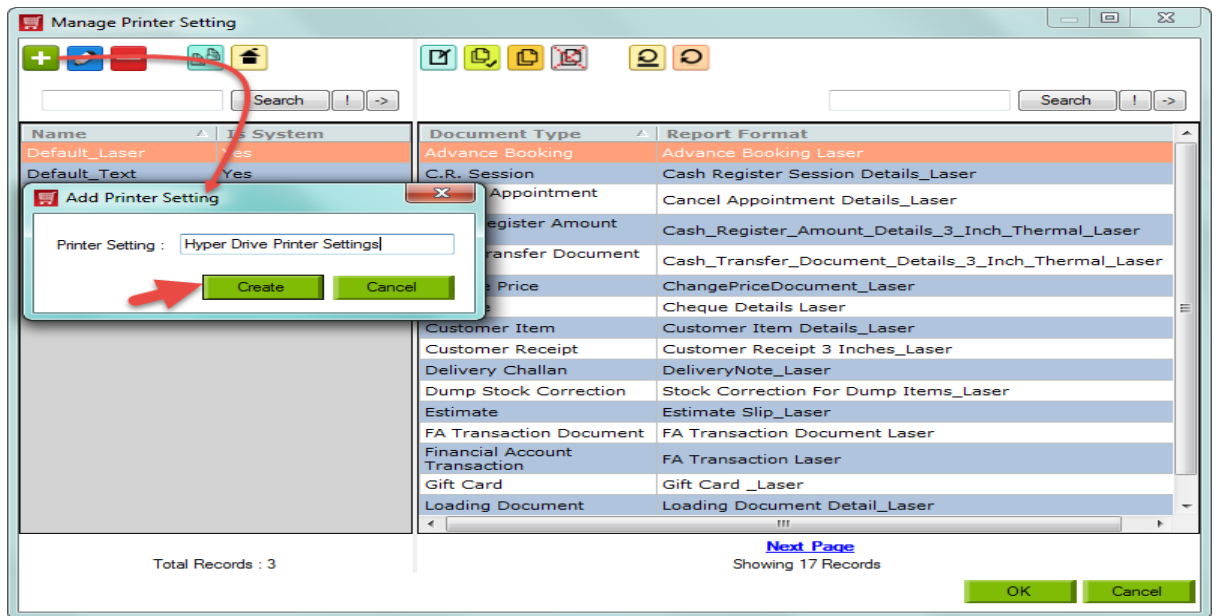 Manage Printer Setting
Search ! ->
Search ! ->
Name Is System
Default_Laser Yes
Default_Text Yes
Add Printer Setting
Printer Setting : Hyper Drive Printer Settings
Create Cancel
Total Records : 3
Document Type Report Format
Advance Booking Advance Booking Laser
C.R. Session Cash Register Session Details_Laser
Appointment Cancel Appointment Details_Laser
egister Amount Cash_Register_Amount_Details_3_Inch_Thermal_Laser
ransfer Document Cash_Transfer_Document_Details_3_Inch_Thermal_Laser
Price ChangePriceDocument_Laser
Cheque Details Laser
Customer Item Customer Item Details_Laser
Customer Receipt Customer Receipt 3 Inches_Laser
Delivery Challan DeliveryNote_Laser
Dump Stock Correction Stock Correction For Dump Items_Laser
Estimate Estimate Slip_Laser
FA Transaction Document FA Transaction Document Laser
Financial Account
Transaction FA Transaction Laser
Gift Card Gift Card _Laser
Loading Document Loading Document Detail_Laser
Next Page
Showing 17 Records
OK Cancel